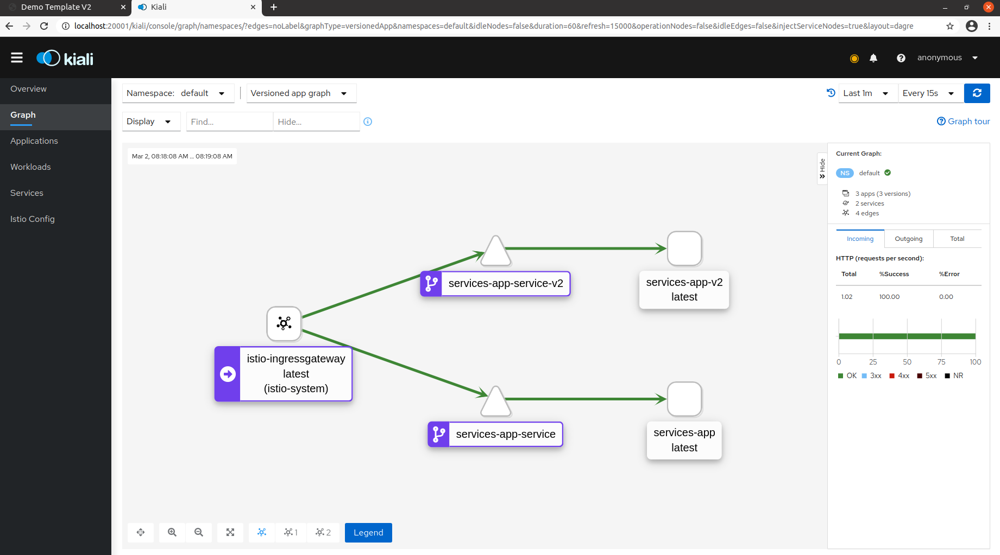 Demo Template V2
Kiali
localhost:20001/kiali/console/graph/namespaces/?edges=noLabel&graphType=versionedApp&namespaces=default&idleNodes=false&duration=60&refresh=15000&operationNodes=false&idleEdges=false&injectServiceNodes=true&layout=dagre
kiali
anonymous
Overview
Graph
Applications
Workloads
Services
Istio Config
Namespace: default
Versioned app graph
Last 1m
Every 15s
Display
Find...
Hide...
Graph tour
Mar 2, 08:18:08 AM ... 08:19:08 AM
Hide
services-app-service-v2
services-app-v2
latest
istio-ingressgateway
latest
(istio-system)
services-app-service
services-app
latest
1
2
Legend
Current Graph:
NS default
3 apps (3 versions)
2 services
4 edges
Incoming Outgoing Total
HTTP (requests per second):
Total %Success %Error
1.02 100.00 0.00
0 25 50 75 100
OK 3xx 4xx 5xx NR